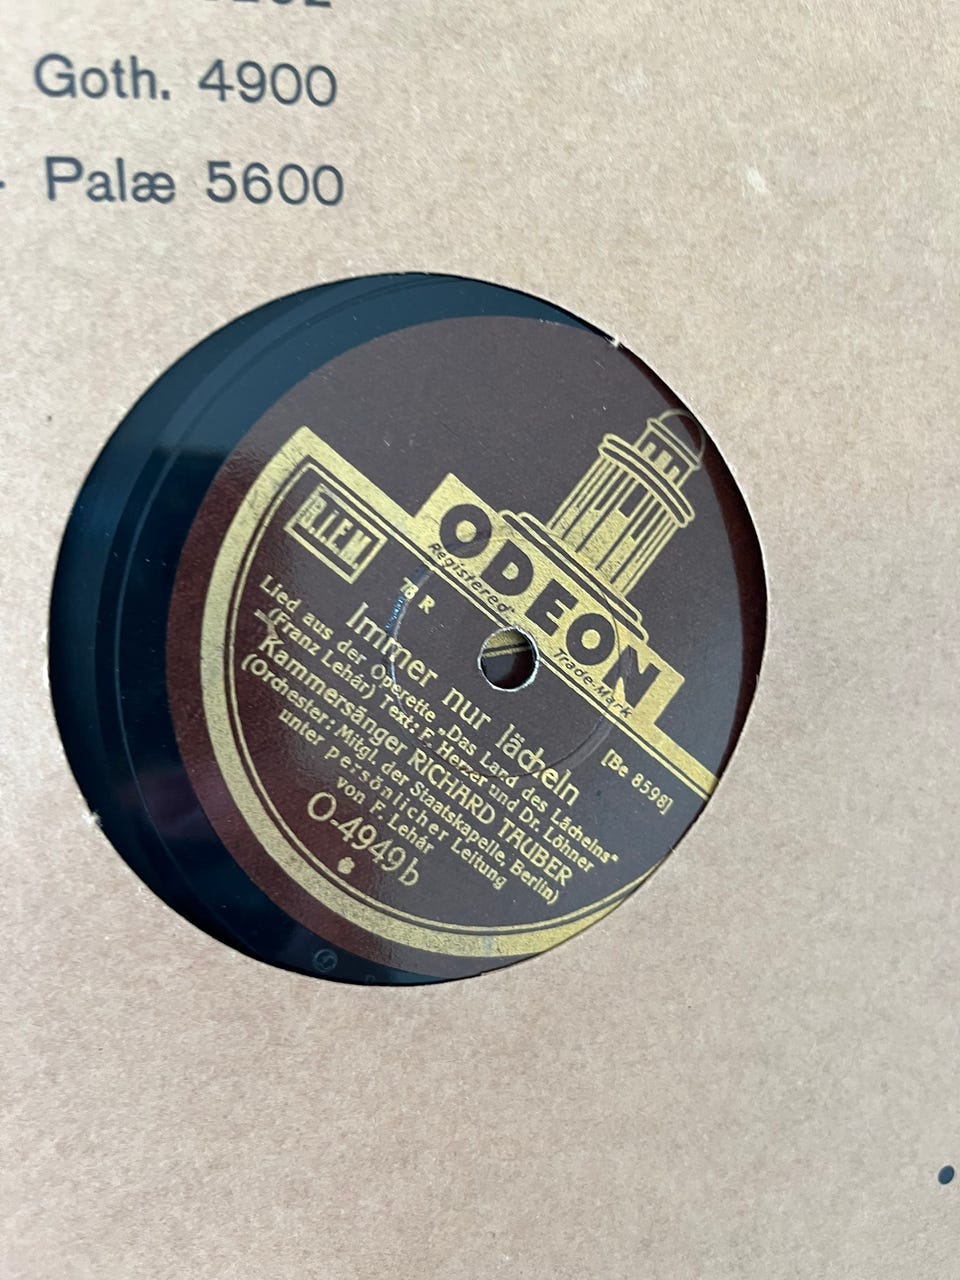 Goth. 4900
Palæ 5600
ODEON
Registered Trade-Mark
B.I.E.M.
78 R
[Be 8598]
Immer nur lächeln
Lied aus der Operette „Das Land des Lächelns“
(Franz Lehár) Text: F. Herzer und Dr. Löhner
Kammersänger RICHARD TAUBER
(Orchester: Mitgl. der Staatskapelle, Berlin)
unter persönlicher Leitung
von F. Lehár
O-4949b